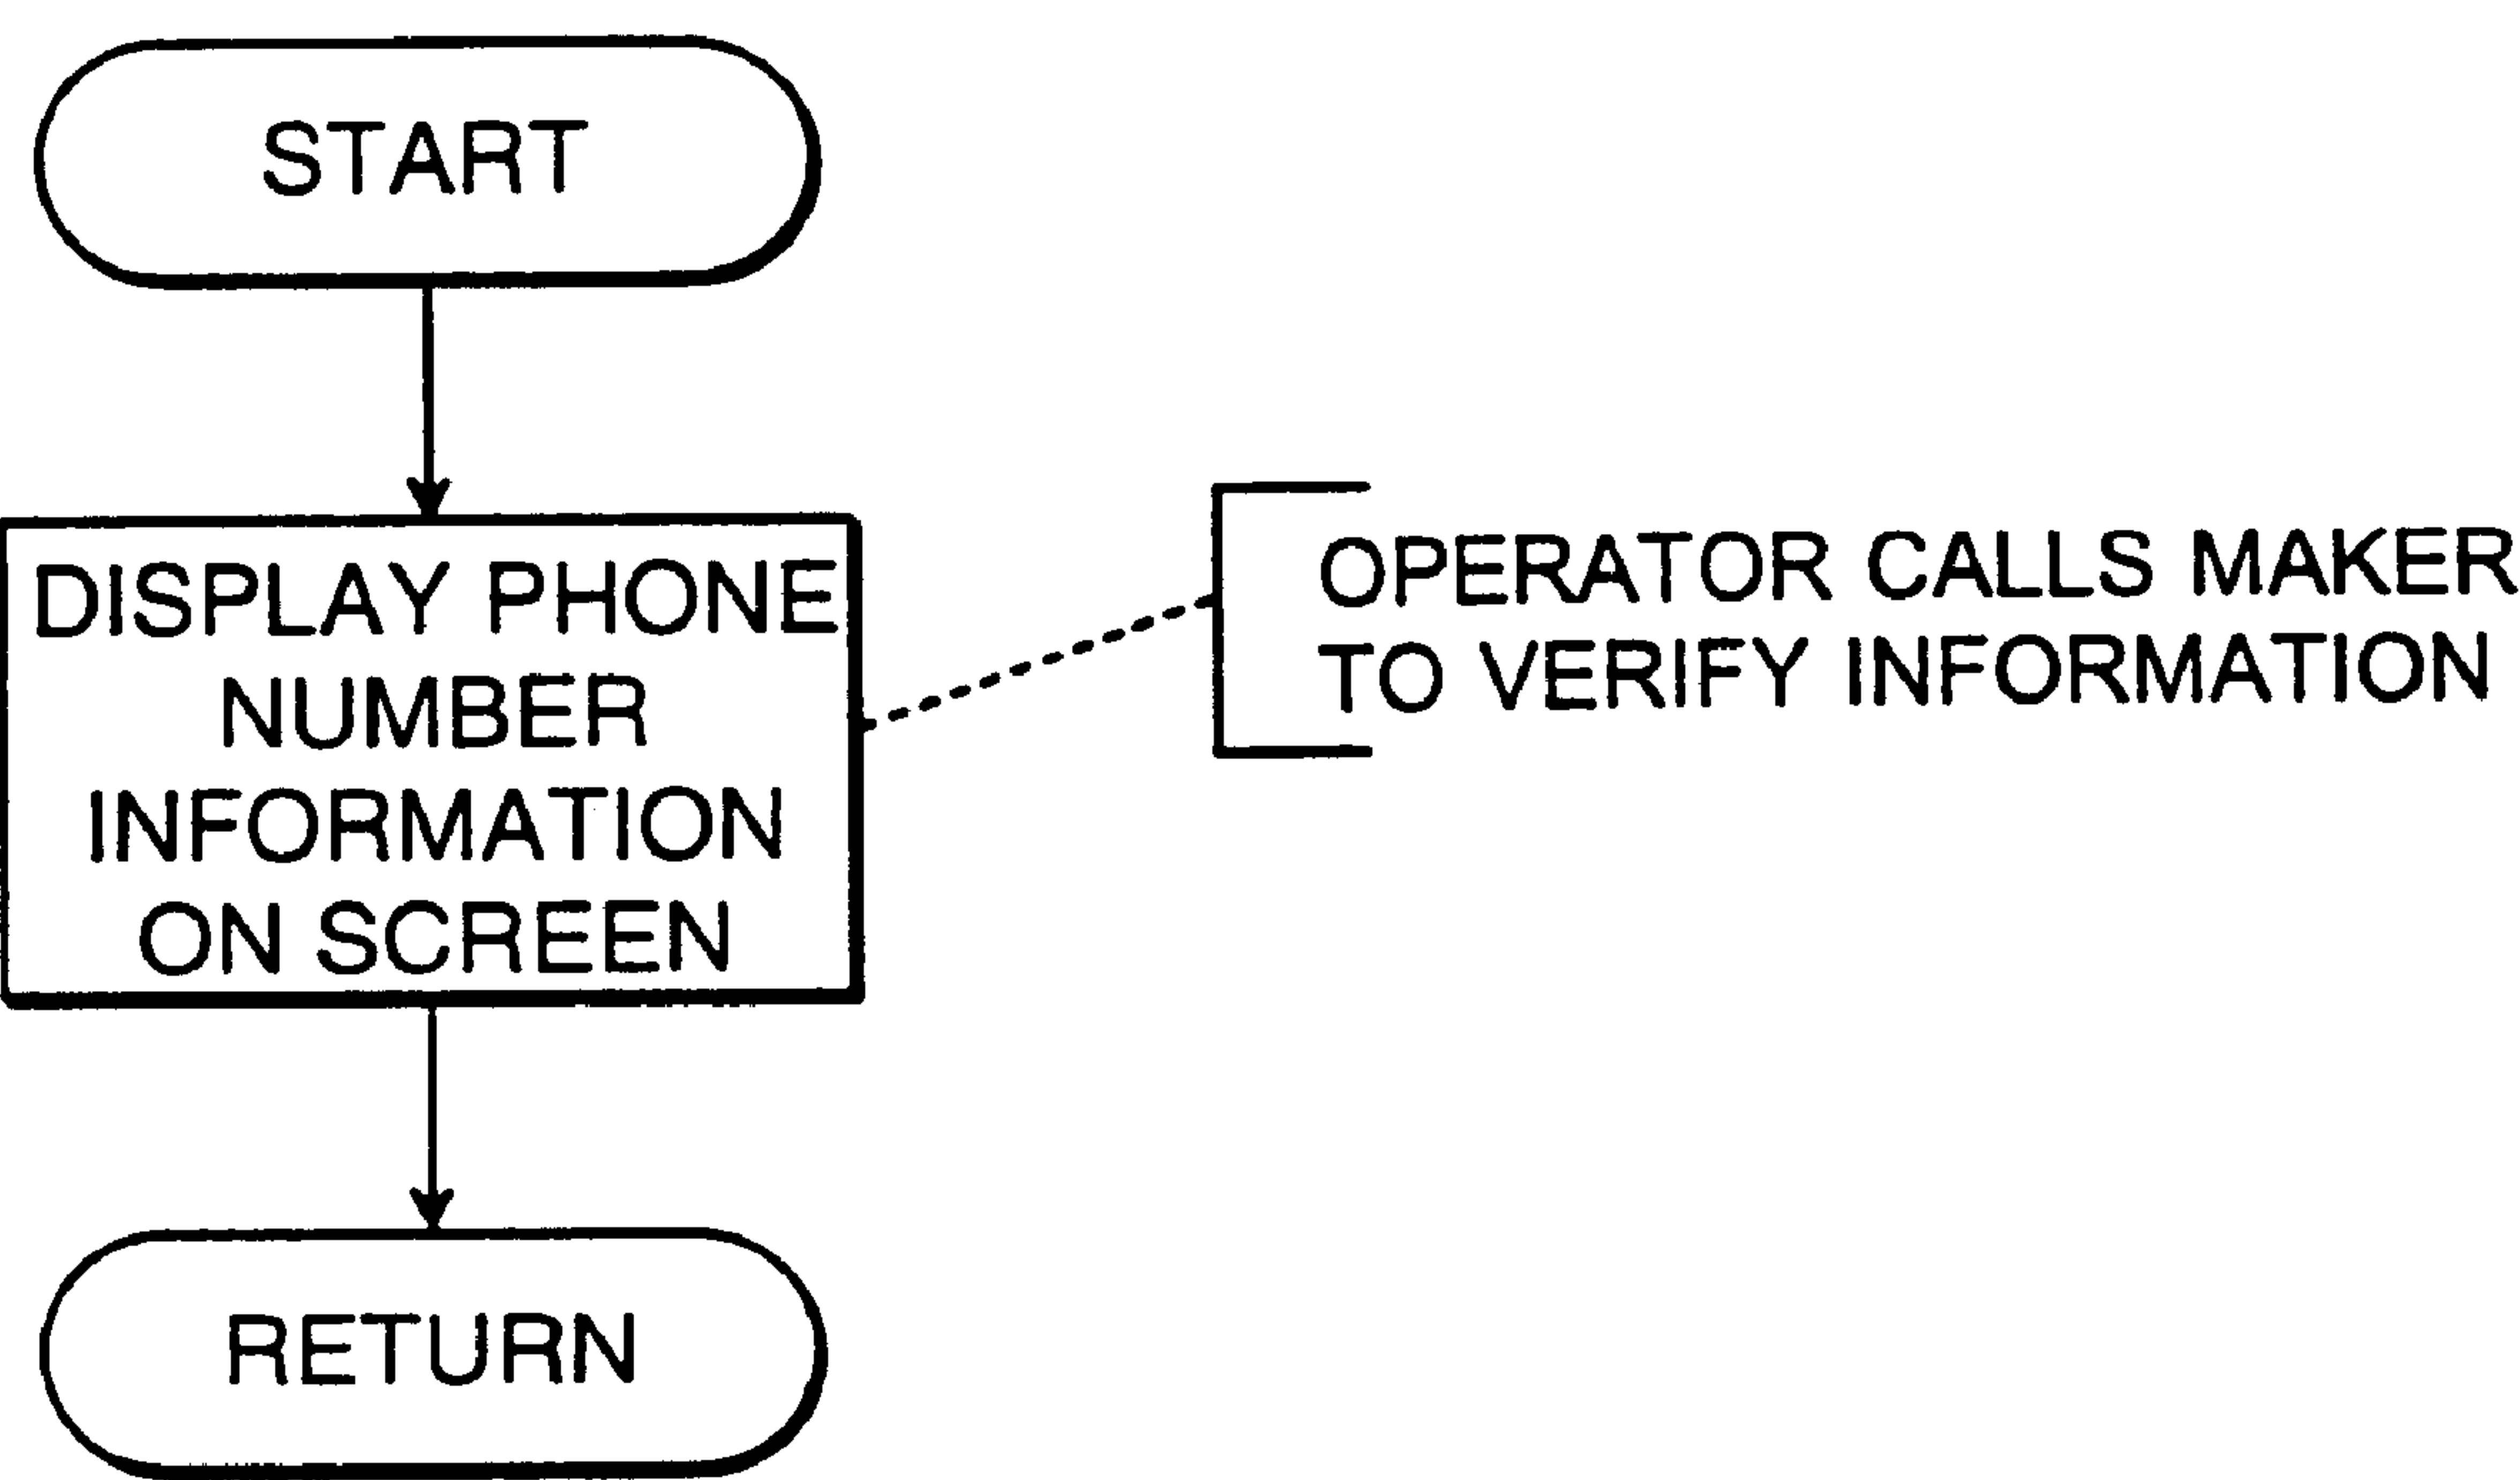 START
DISPLAY PHONE
NUMBER
INFORMATION
ON SCREEN
OPERATOR CALLS MAKER
TO VERIFY INFORMATION
RETURN